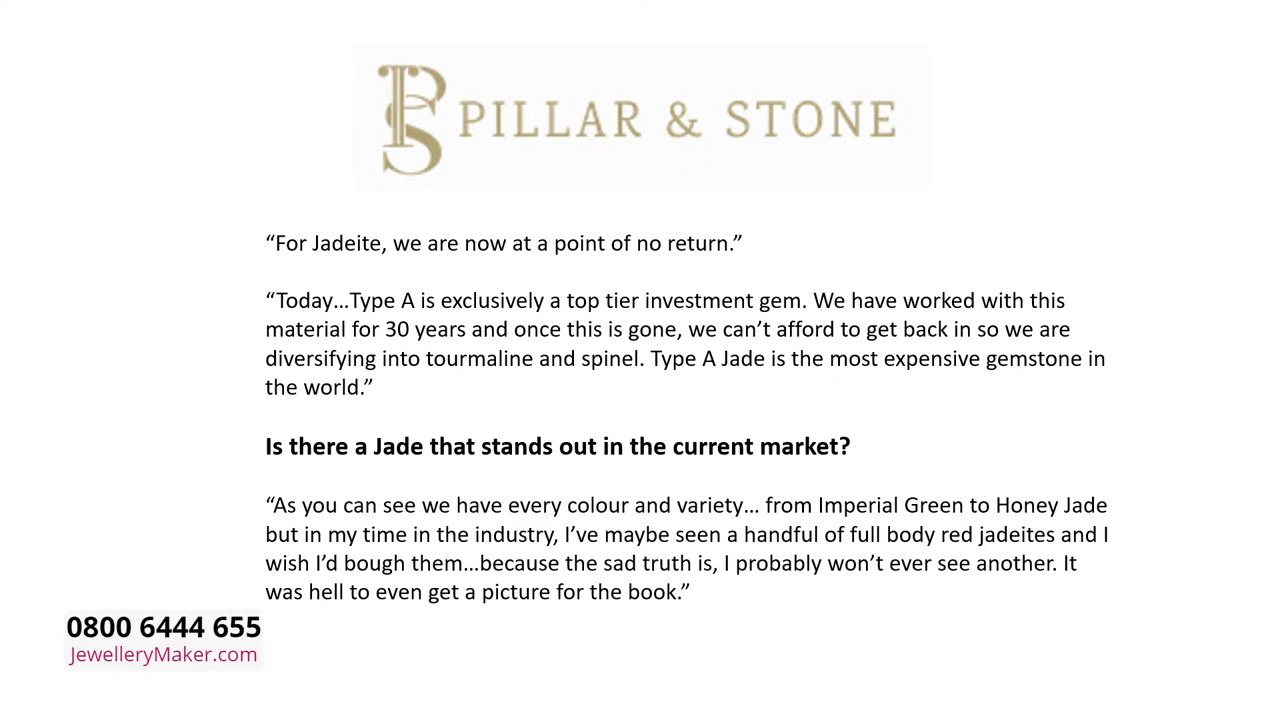 PS PILLAR & STONE
“For Jadeite, we are now at a point of no return.”
“Today…Type A is exclusively a top tier investment gem. We have worked with this
material for 30 years and once this is gone, we can’t afford to get back in so we are
diversifying into tourmaline and spinel. Type A Jade is the most expensive gemstone in
the world.”
Is there a Jade that stands out in the current market?
“As you can see we have every colour and variety… from Imperial Green to Honey Jade
but in my time in the industry, I’ve maybe seen a handful of full body red jadeites and I
wish I’d bough them…because the sad truth is, I probably won’t ever see another. It
was hell to even get a picture for the book.”
0800 6444 655
JewelleryMaker.com